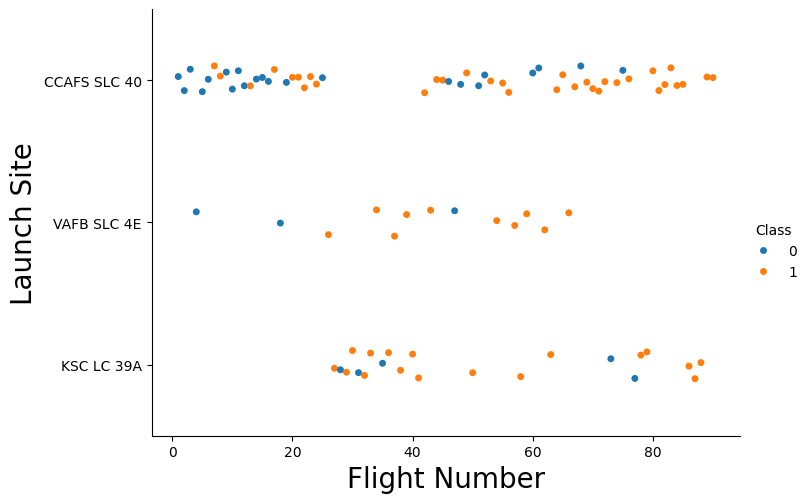 CCAFS SLC 40
VAFB SLC 4E
KSC LC 39A
Launch Site
0
20
40
60
80
Flight Number
Class
0
1